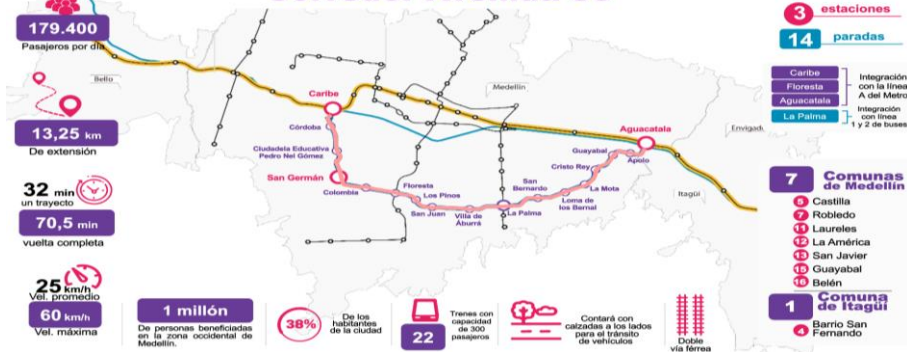 179.400
Pasajeros por día
13,25 km
De extensión
32 min
un trayecto
70,5 min
vuelta completa
25 km/h
Vel. promedio
60 km/h
Vel. máxima
Bello
Medellín
Envigad
Itagüí
Caribe
Córdoba
Ciudadela Educativa
Pedro Nel Gómez
San Germán
Colombia
Floresta
Los Pinos
San Juan
Villa de
Aburrá
La Palma
San
Bernardo
Loma de
los Bernal
La Mota
Cristo Rey
Guayabal
Apolo
Aguacatala
3 estaciones
14 paradas
Caribe
Floresta
Aguacatala
Integración
con la línea
A del Metro
La Palma
Integración
con línea
1 y 2 de buses
7 Comunas
de Medellín
5 Castilla
7 Robledo
11 Laureles
12 La América
13 San Javier
15 Guayabal
16 Belén
1 Comuna
de Itagüí
4 Barrio San
Fernando
1 millón
De personas beneficiadas
en la zona occidental de
Medellín.
38%
De los
habitantes
de la ciudad
22
Trenes con
capacidad
de 300
pasajeros
Contará con
calzadas a los lados
para el tránsito
de vehículos
Doble
vía férrea